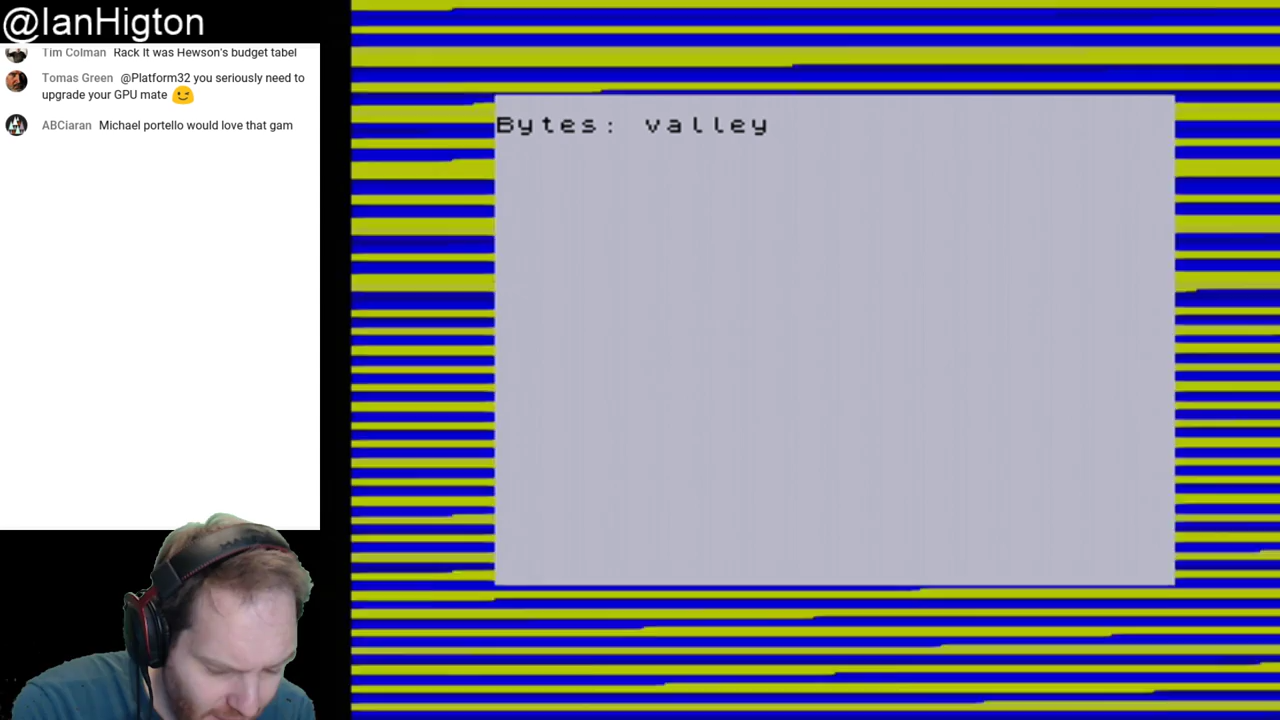 @IanHigton
Tim Colman Rack It was Hewson's budget tabel
Tomas Green @Platform32 you seriously need to
upgrade your GPU mate
ABCiaran Michael portello would love that gam
Bytes: valley